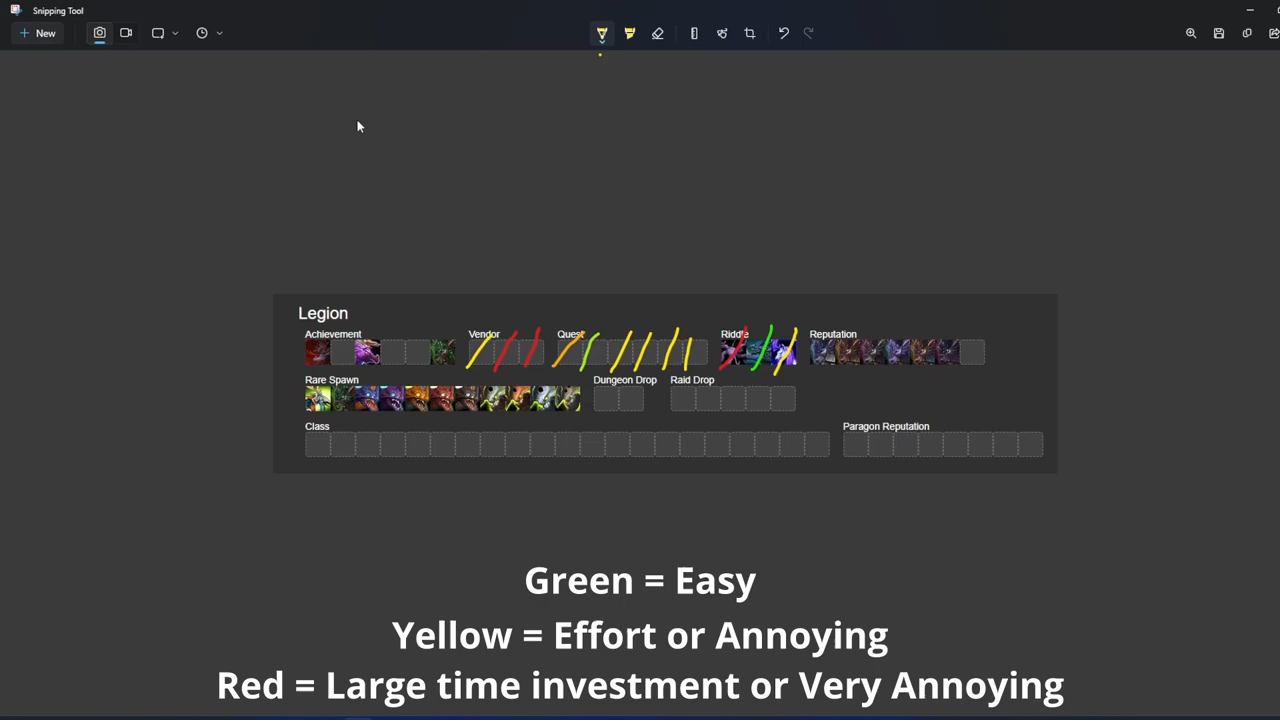 Snipping Tool
New
Legion
Achievement
Vendor
Quest
Riddle
Reputation
Rare Spawn
Dungeon Drop
Raid Drop
Class
Paragon Reputation
Green = Easy
Yellow = Effort or Annoying
Red = Large time investment or Very Annoying